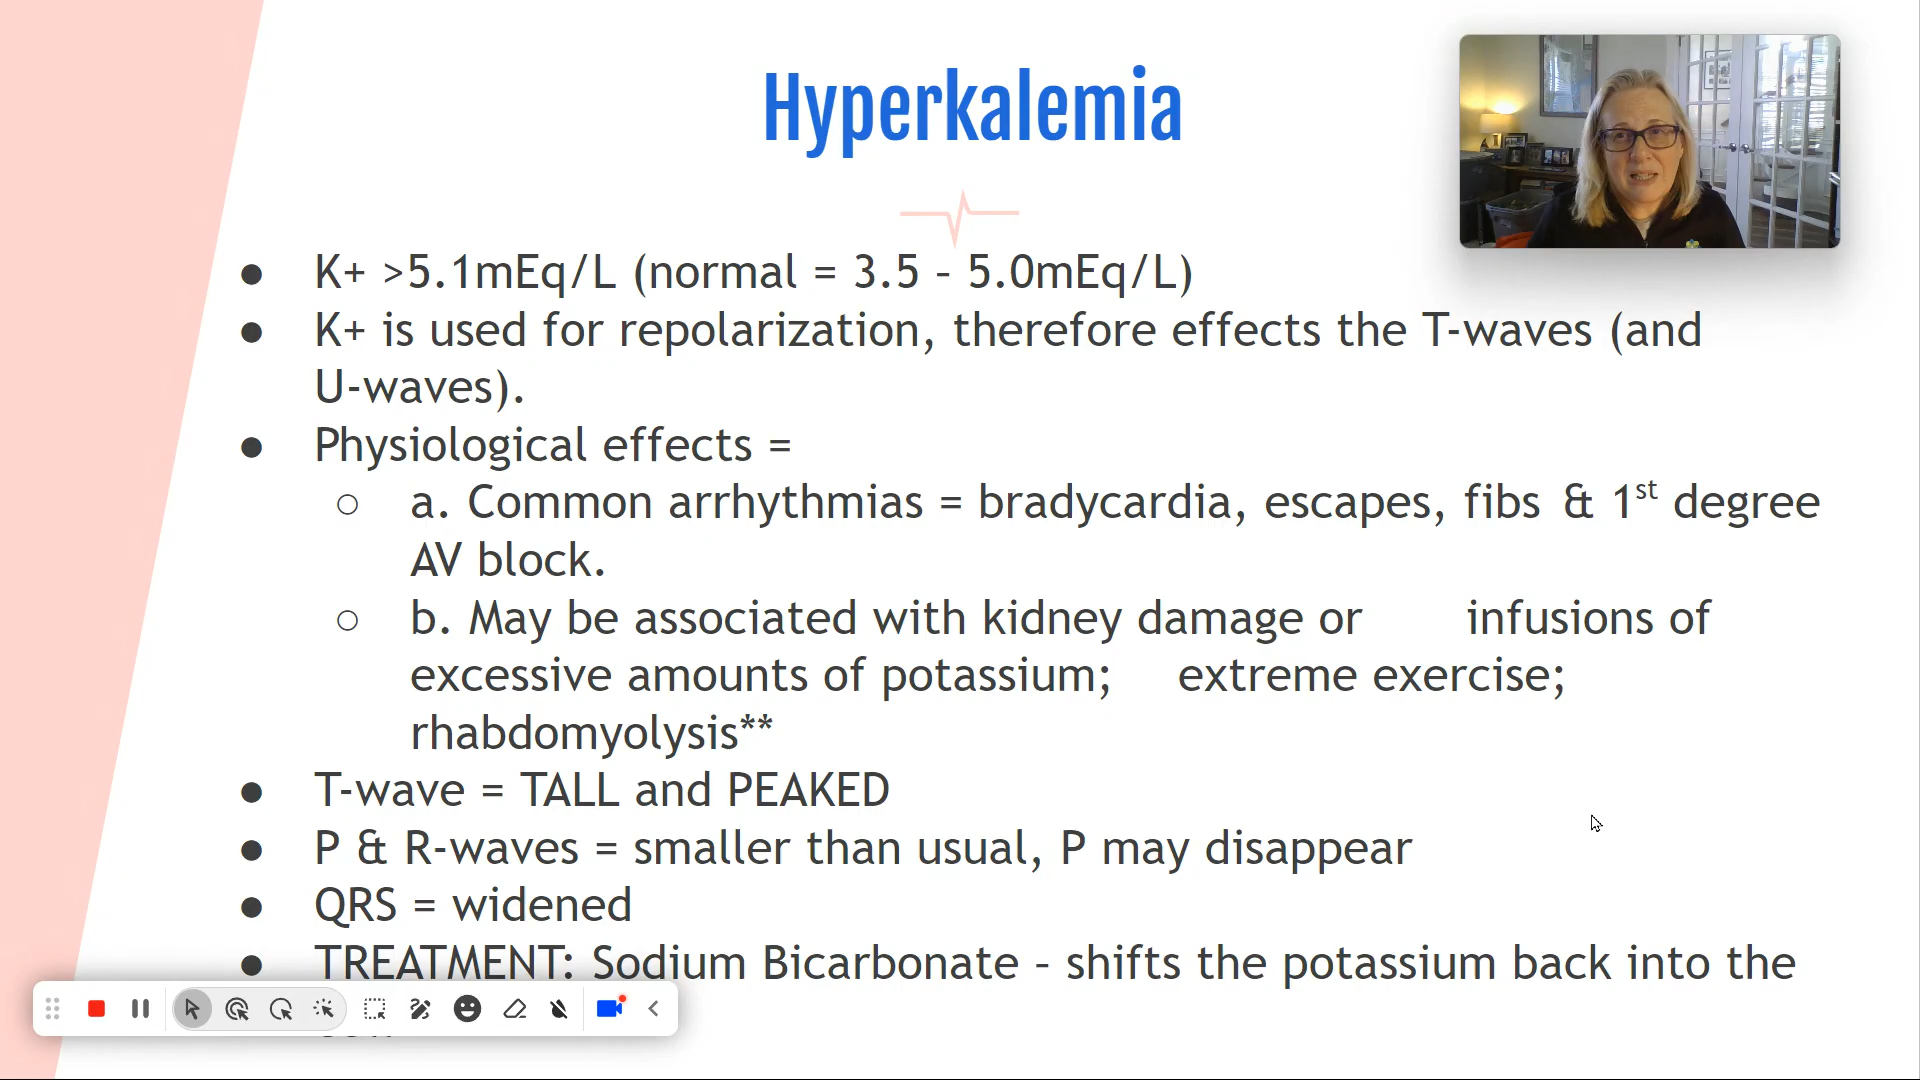 Hyperkalemia
● K+ >5.1mEq/L (normal = 3.5 – 5.0mEq/L)
● K+ is used for repolarization, therefore effects the T-waves (and
U-waves).
● Physiological effects =
○ a. Common arrhythmias = bradycardia, escapes, fibs & 1st degree
AV block.
○ b. May be associated with kidney damage or infusions of
excessive amounts of potassium; extreme exercise;
rhabdomyolysis**
● T-wave = TALL and PEAKED
● P & R-waves = smaller than usual, P may disappear
● QRS = widened
● TREATMENT: Sodium Bicarbonate – shifts the potassium back into the